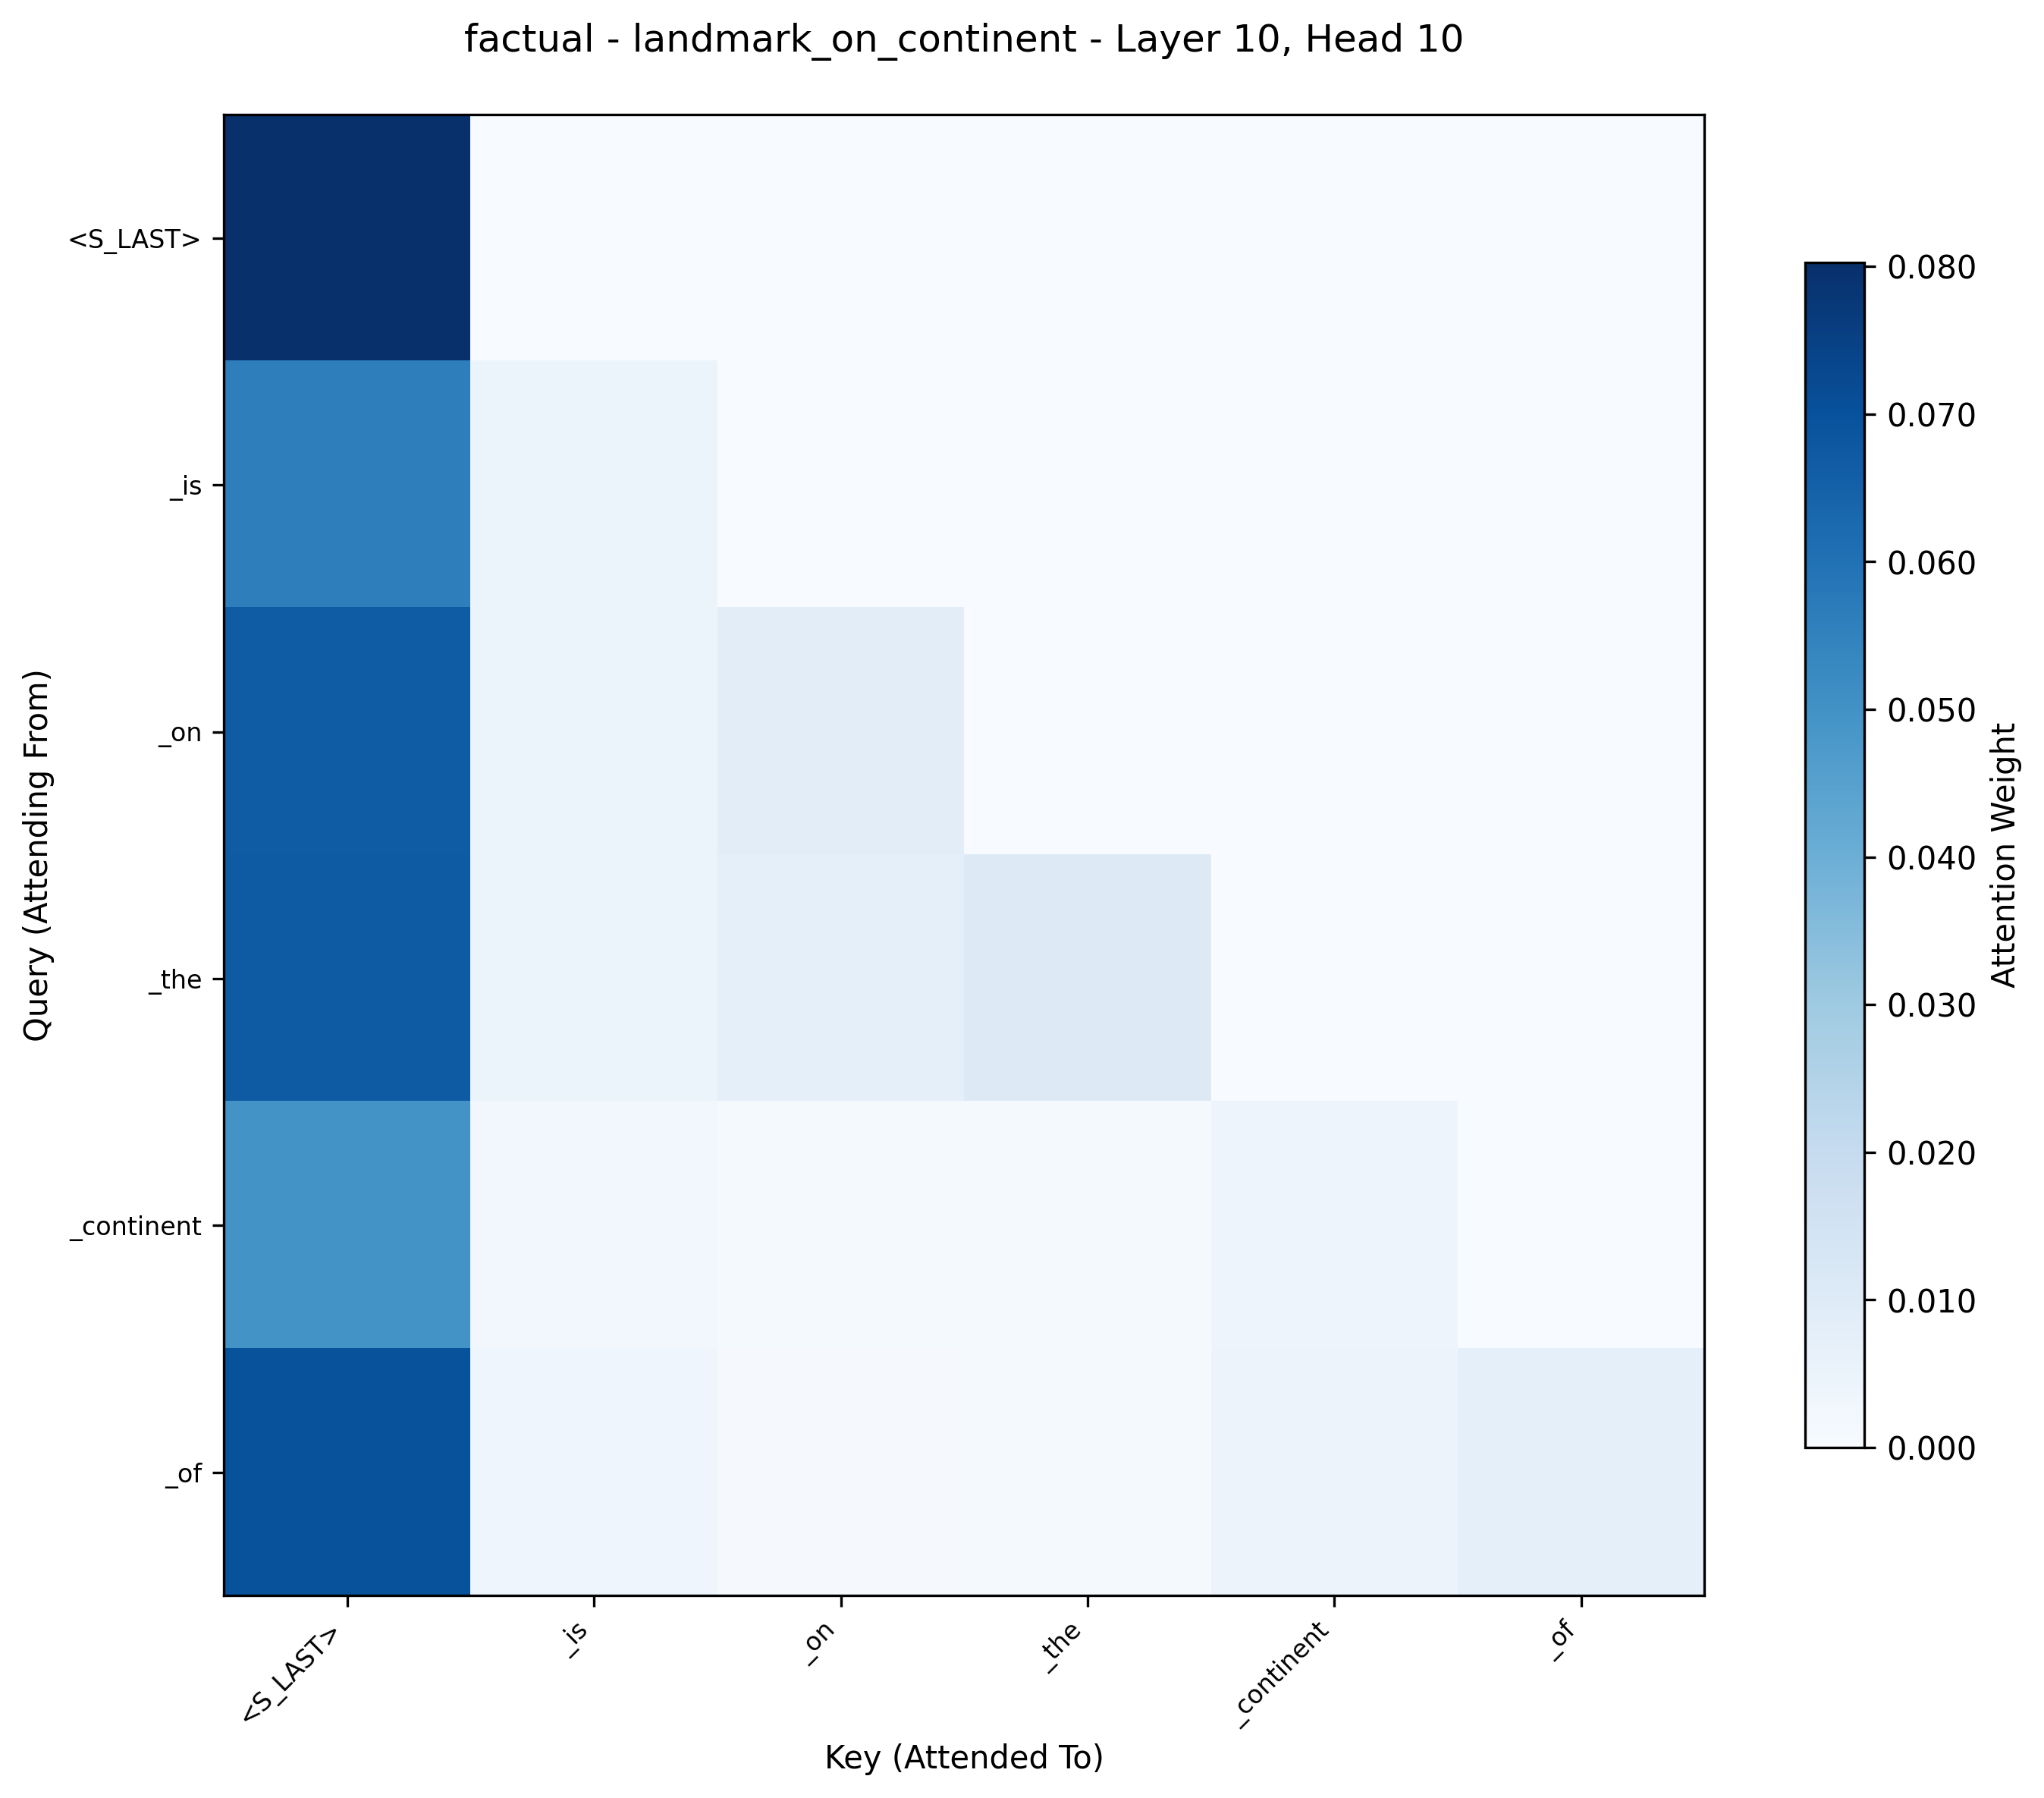 factual - landmark_on_continent - Layer 10, Head 10
Query (Attending From)
<S_LAST>
_is
_on
_the
_continent
_of
<S_LAST>
_is
_on
_the
_continent
_of
Key (Attended To)
0.080
0.070
0.060
0.050
0.040
0.030
0.020
0.010
0.000
Attention Weight